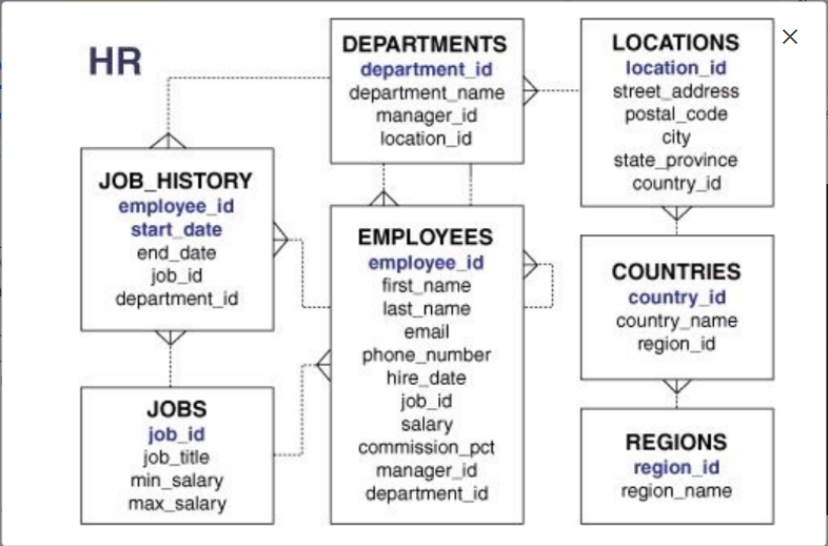 HR
DEPARTMENTS
department_id
department_name
manager_id
location_id
LOCATIONS
location_id
street_address
postal_code
city
state_province
country_id
JOB_HISTORY
employee_id
start_date
end_date
job_id
department_id
EMPLOYEES
employee_id
first_name
last_name
email
phone_number
hire_date
job_id
salary
commission_pct
manager_id
department_id
COUNTRIES
country_id
country_name
region_id
JOBS
job_id
job_title
min_salary
max_salary
REGIONS
region_id
region_name